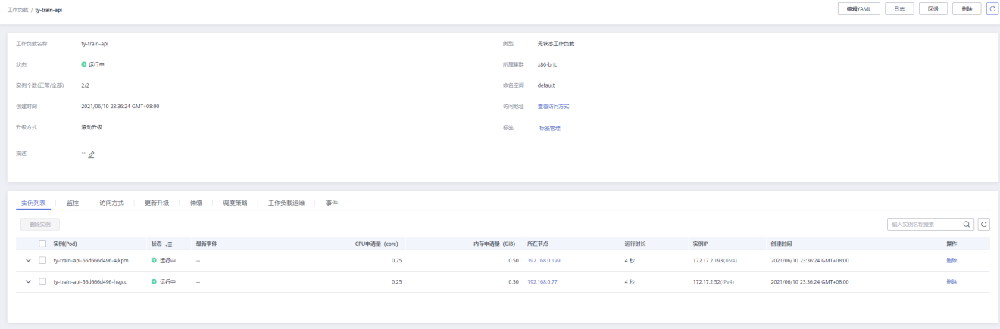 工作负载 / ty-train-api
编辑YAML 日志 回退 删除
工作负载名称 ty-train-api 类型 无状态工作负载
状态 运行中 所属集群 x86-bric
实例个数(正常/全部) 2/2 命名空间 default
创建时间 2021/06/10 23:36:24 GMT+08:00 访问地址 查看访问方式
升级方式 滚动升级 标签 标签管理
描述 --
实例列表 监控 访问方式 更新升级 伸缩 调度策略 工作负载运维 事件
删除实例 输入实例名称搜索
实例(Pod) 状态 最新事件 CPU申请量 (core) 内存申请量 (GiB) 所在节点 运行时长 实例IP 创建时间 操作
ty-train-api-56d666d496-4jkpm 运行中 -- 0.25 0.50 192.168.0.199 4 秒 172.17.2.193(IPv4) 2021/06/10 23:36:24 GMT+08:00 删除
ty-train-api-56d666d496-hsgcc 运行中 -- 0.25 0.50 192.168.0.77 4 秒 172.17.2.52(IPv4) 2021/06/10 23:36:24 GMT+08:00 删除